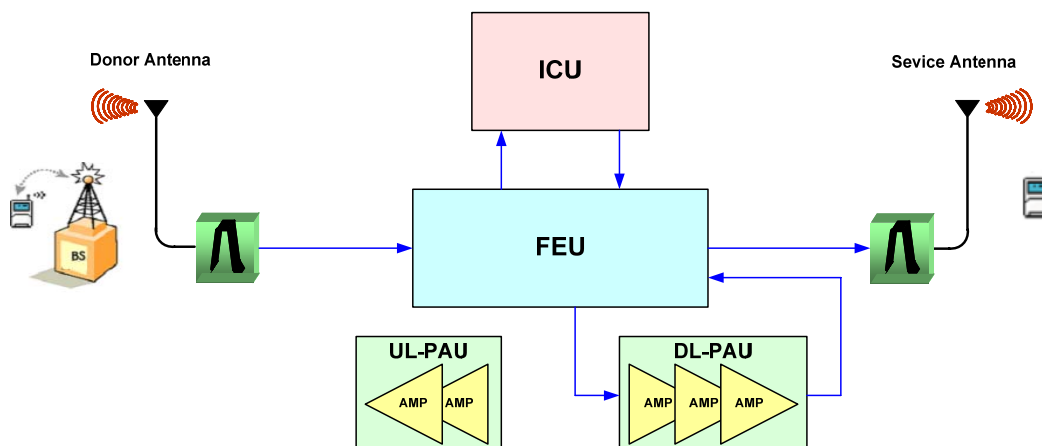 Donor Antenna
ICU
Sevice Antenna
BS
FEU
UL-PAU
AMP
AMP
DL-PAU
AMP
AMP
AMP